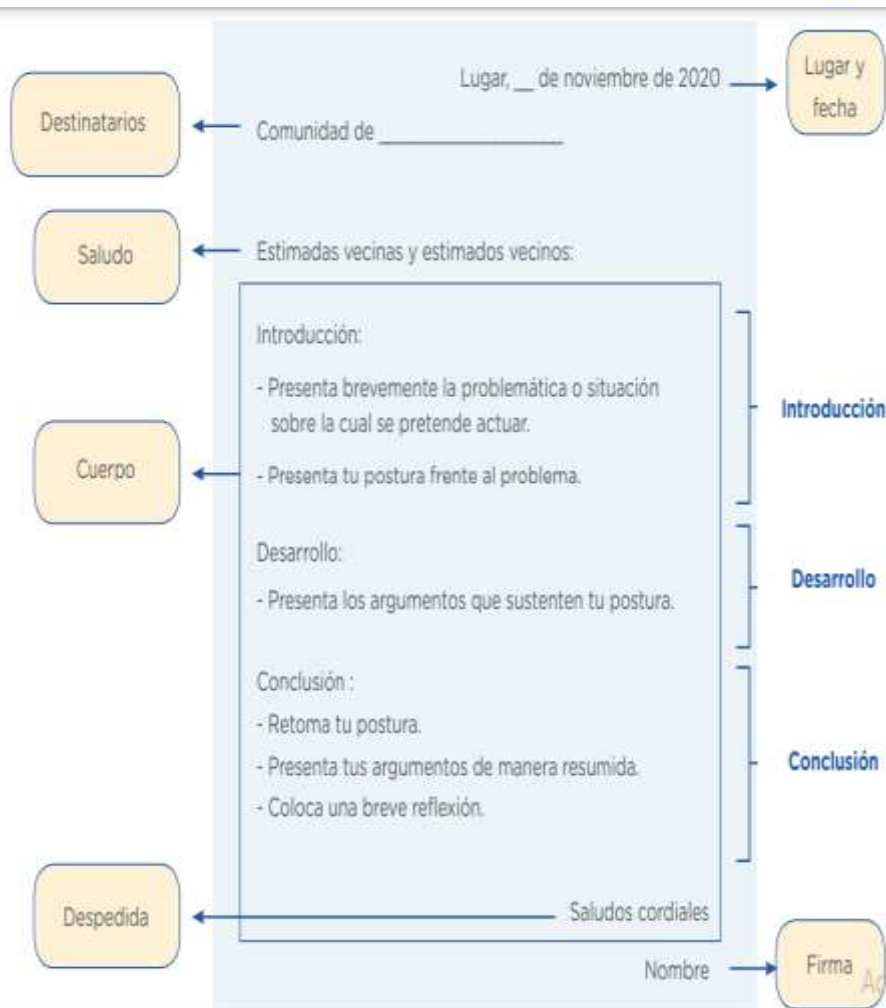 Lugar, __ de noviembre de 2020
Lugar y
fecha
Destinatarios
Comunidad de ____________________
Saludo
Estimadas vecinas y estimados vecinos:
Introducción:
- Presenta brevemente la problemática o situación
sobre la cual se pretende actuar.
- Presenta tu postura frente al problema.
Introducción
Cuerpo
Desarrollo:
- Presenta los argumentos que sustenten tu postura.
Desarrollo
Conclusión :
- Retoma tu postura.
- Presenta tus argumentos de manera resumida.
- Coloca una breve reflexión.
Conclusión
Despedida
Saludos cordiales
Nombre
Firma